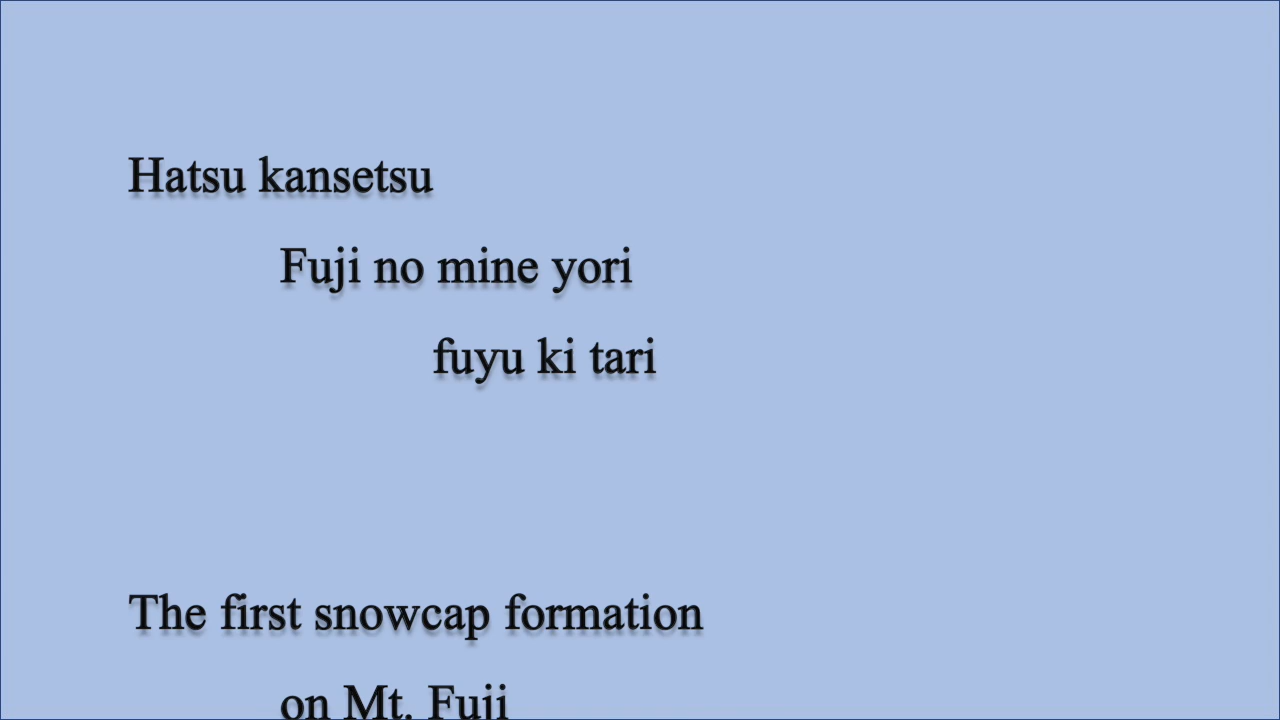 Hatsu kansetsu
Fuji no mine yori
fuyu ki tari
The first snowcap formation
on Mt. Fuji